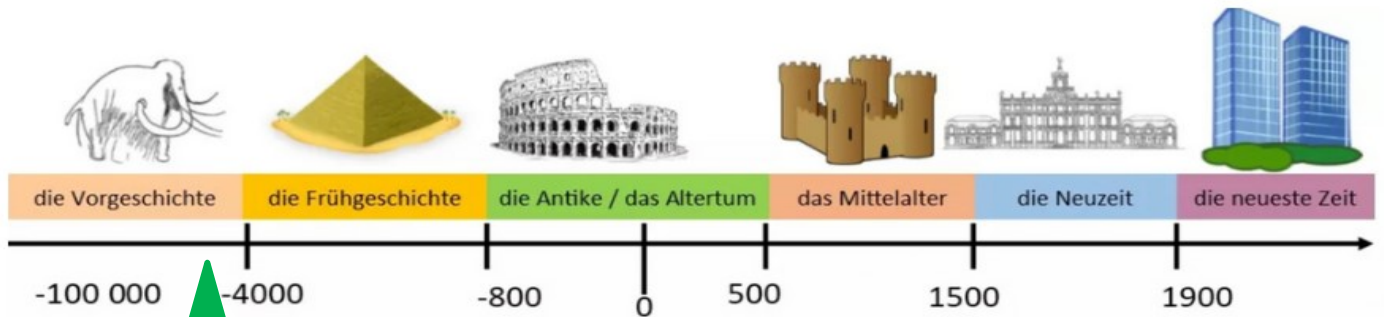 die Vorgeschichte die Frühgeschichte die Antike / das Altertum das Mittelalter die Neuzeit die neueste Zeit
-100 000 -4000 -800 0 500 1500 1900